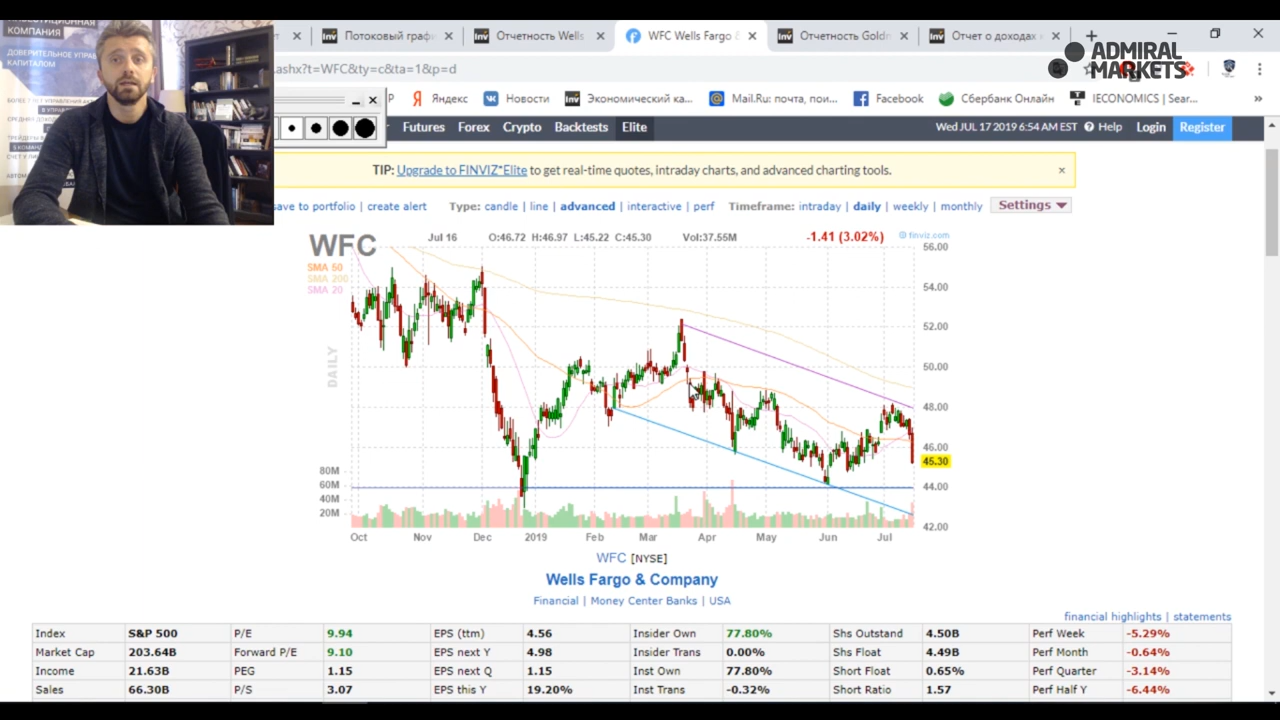 ИНВЕСТИЦИОННАЯ
КОМПАНИЯ
ДОВЕРИТЕЛЬНОЕ УПРАВЛЕНИЕ
КАПИТАЛОМ
Потоковый графи
Отчетность Wells
WFC Wells Fargo &
Отчетность Goldm
Отчет о доходах
ADMIRAL
MARKETS
.ashx?t=WFC&ty=c&ta=1&p=d
Яндекс
Новости
Экономический ка...
Mail.Ru: почта, пои...
Facebook
Сбербанк Онлайн
IECONOMICS | Sear...
»
Futures Forex Crypto Backtests Elite
Wed JUL 17 2019 6:54 AM EST Help Login Register
TIP: Upgrade to FINVIZ*Elite to get real-time quotes, intraday charts, and advanced charting tools.
save to portfolio | create alert Type: candle | line | advanced | interactive | perf Timeframe: intraday | daily | weekly | monthly Settings
WFC Jul 16 O:46.72 H:46.97 L:45.22 C:45.30 Vol:37.55M -1.41 (3.02%) © finviz.com
SMA 50
SMA 200
SMA 20
DAILY
56.00
54.00
52.00
50.00
48.00
46.00
45.30
44.00
42.00
80M
60M
40M
20M
Oct Nov Dec 2019 Feb Mar Apr May Jun Jul
WFC [NYSE]
Wells Fargo & Company
Financial | Money Center Banks | USA
financial highlights | statements
Index S&P 500 P/E 9.94 EPS (ttm) 4.56 Insider Own 77.80% Shs Outstand 4.50B Perf Week -5.29%
Market Cap 203.64B Forward P/E 9.10 EPS next Y 4.98 Insider Trans 0.00% Shs Float 4.49B Perf Month -0.64%
Income 21.63B PEG 1.15 EPS next Q 1.15 Inst Own 77.80% Short Float 0.65% Perf Quarter -3.14%
Sales 66.30B P/S 3.07 EPS this Y 19.20% Inst Trans -0.32% Short Ratio 1.57 Perf Half Y -6.44%